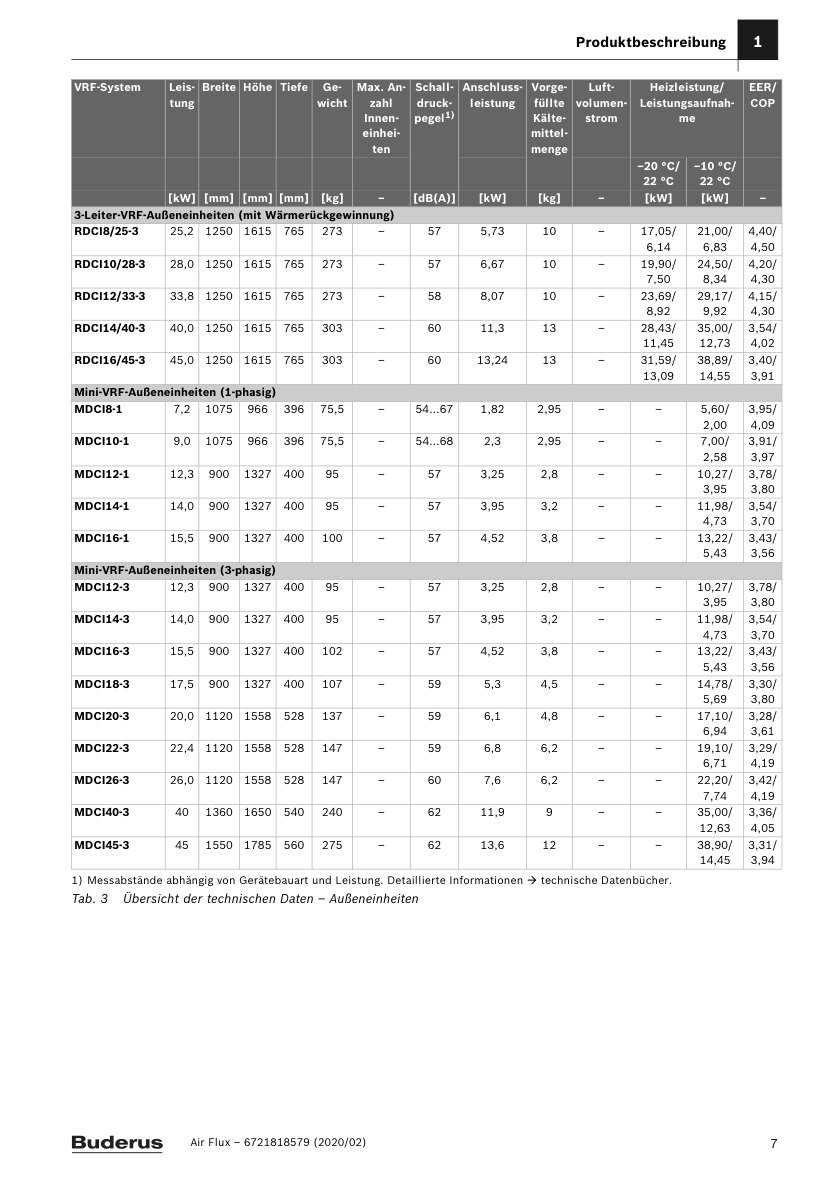 Produktbeschreibung 1
VRF-System Leis- Breite Höhe Tiefe Ge- Max. An- Schall- Anschluss- Vorge- Luft- Heizleistung/ EER/
tung wicht zahl druck- leistung füllte volumen- Leistungsaufnah- COP
Innen- pegel1) Kälte- strom me
einhei- mittel-
ten menge
–20 °C/ –10 °C/
22 °C 22 °C
[kW] [mm] [mm] [mm] [kg] – [dB(A)] [kW] [kg] – [kW] [kW] –
3-Leiter-VRF-Außeneinheiten (mit Wärmerückgewinnung)
RDCI8/25-3 25,2 1250 1615 765 273 – 57 5,73 10 – 17,05/ 21,00/ 4,40/
6,14 6,83 4,50
RDCI10/28-3 28,0 1250 1615 765 273 – 57 6,67 10 – 19,90/ 24,50/ 4,20/
7,50 8,34 4,30
RDCI12/33-3 33,8 1250 1615 765 273 – 58 8,07 10 – 23,69/ 29,17/ 4,15/
8,92 9,92 4,30
RDCI14/40-3 40,0 1250 1615 765 303 – 60 11,3 13 – 28,43/ 35,00/ 3,54/
11,45 12,73 4,02
RDCI16/45-3 45,0 1250 1615 765 303 – 60 13,24 13 – 31,59/ 38,89/ 3,40/
13,09 14,55 3,91
Mini-VRF-Außeneinheiten (1-phasig)
MDCI8-1 7,2 1075 966 396 75,5 – 54...67 1,82 2,95 – – 5,60/ 3,95/
2,00 4,09
MDCI10-1 9,0 1075 966 396 75,5 – 54...68 2,3 2,95 – – 7,00/ 3,91/
2,58 3,97
MDCI12-1 12,3 900 1327 400 95 – 57 3,25 2,8 – – 10,27/ 3,78/
3,95 3,80
MDCI14-1 14,0 900 1327 400 95 – 57 3,95 3,2 – – 11,98/ 3,54/
4,73 3,70
MDCI16-1 15,5 900 1327 400 100 – 57 4,52 3,8 – – 13,22/ 3,43/
5,43 3,56
Mini-VRF-Außeneinheiten (3-phasig)
MDCI12-3 12,3 900 1327 400 95 – 57 3,25 2,8 – – 10,27/ 3,78/
3,95 3,80
MDCI14-3 14,0 900 1327 400 95 – 57 3,95 3,2 – – 11,98/ 3,54/
4,73 3,70
MDCI16-3 15,5 900 1327 400 102 – 57 4,52 3,8 – – 13,22/ 3,43/
5,43 3,56
MDCI18-3 17,5 900 1327 400 107 – 59 5,3 4,5 – – 14,78/ 3,30/
5,69 3,80
MDCI20-3 20,0 1120 1558 528 137 – 59 6,1 4,8 – – 17,10/ 3,28/
6,94 3,61
MDCI22-3 22,4 1120 1558 528 147 – 59 6,8 6,2 – – 19,10/ 3,29/
6,71 4,19
MDCI26-3 26,0 1120 1558 528 147 – 60 7,6 6,2 – – 22,20/ 3,42/
7,74 4,19
MDCI40-3 40 1360 1650 540 240 – 62 11,9 9 – – 35,00/ 3,36/
12,63 4,05
MDCI45-3 45 1550 1785 560 275 – 62 13,6 12 – – 38,90/ 3,31/
14,45 3,94
1) Messabstände abhängig von Gerätebauart und Leistung. Detaillierte Informationen → technische Datenbücher.
Tab. 3 Übersicht der technischen Daten – Außeneinheiten
Buderus Air Flux – 6721818579 (2020/02) 7